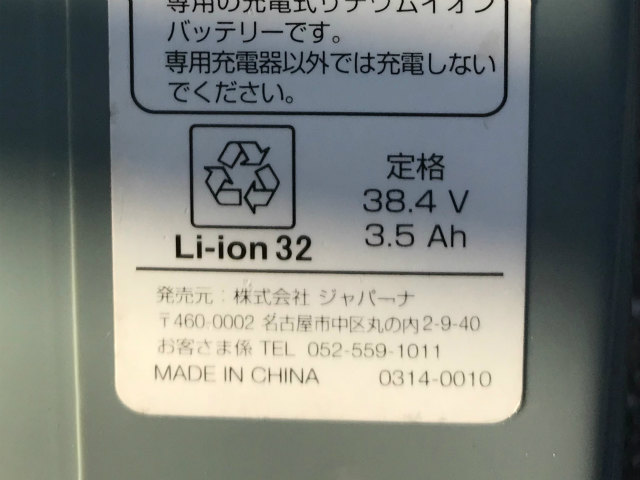 専用の充電式リチウムイオン
バッテリーです。
専用充電器以外では充電しない
でください。
定格
38.4 V
3.5 Ah
Li-ion 32
発売元：株式会社 ジャパーナ
〒460-0002 名古屋市中区丸の内2-9-40
お客さま係 TEL 052-559-1011
MADE IN CHINA 0314-0010